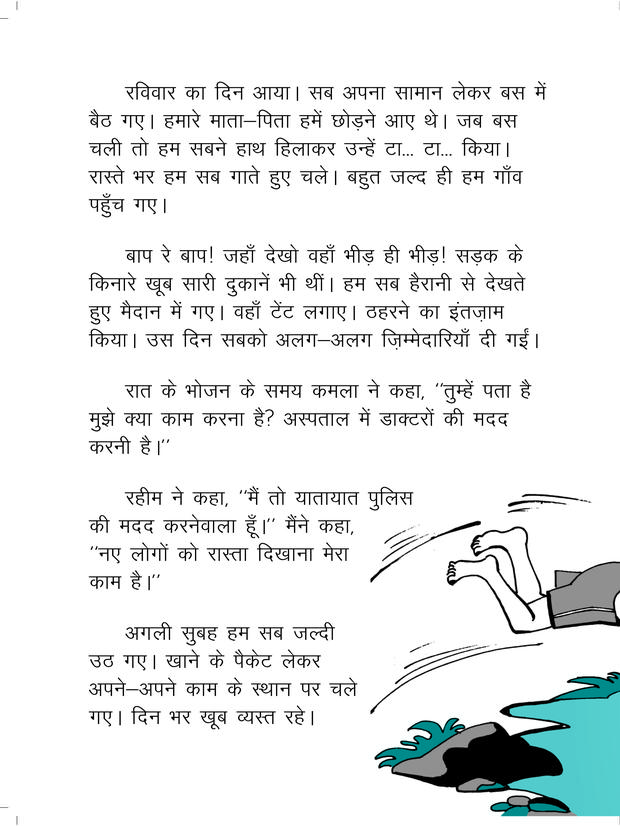 रविवार का दिन आया। सब अपना सामान लेकर बस में
बैठ गए। हमारे माता–पिता हमें छोड़ने आए थे। जब बस
चली तो हम सबने हाथ हिलाकर उन्हें टा... टा... किया।
रास्ते भर हम सब गाते हुए चले। बहुत जल्द ही हम गाँव
पहुँच गए।
बाप रे बाप! जहाँ देखो वहाँ भीड़ ही भीड़! सड़क के
किनारे खूब सारी दुकानें भी थीं। हम सब हैरानी से देखते
हुए मैदान में गए। वहाँ टेंट लगाए। ठहरने का इंतज़ाम
किया। उस दिन सबको अलग–अलग ज़िम्मेदारियाँ दी गईं।
रात के भोजन के समय कमला ने कहा, ‘‘तुम्हें पता है
मुझे क्या काम करना है? अस्पताल में डाक्टरों की मदद
करनी है।’’
रहीम ने कहा, ‘‘मैं तो यातायात पुलिस
की मदद करनेवाला हूँ।’’ मैंने कहा,
‘‘नए लोगों को रास्ता दिखाना मेरा
काम है।’’
अगली सुबह हम सब जल्दी
उठ गए। खाने के पैकेट लेकर
अपने–अपने काम के स्थान पर चले
गए। दिन भर खूब व्यस्त रहे।